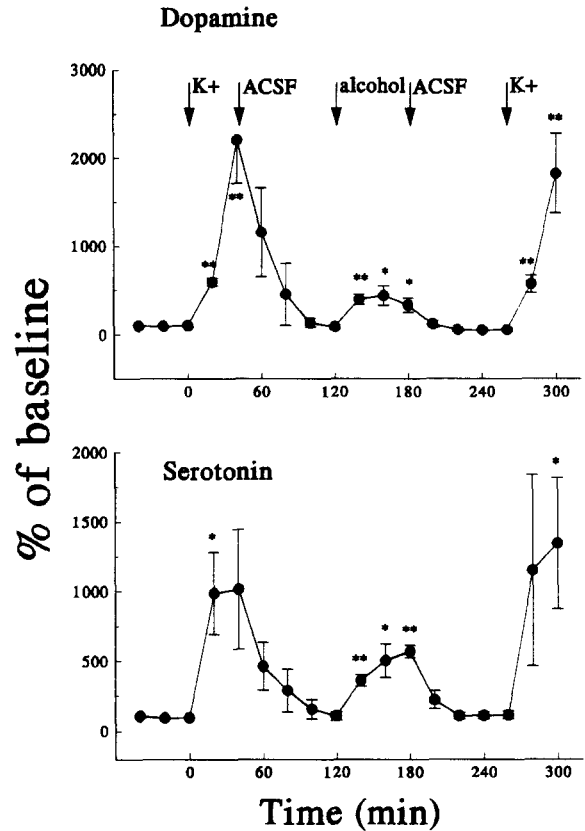 Dopamine
K+ ACSF alcohol ACSF K+
3000
**
2000
**
**
1000
** * *
**
0
0 60 120 180 240 300
% of baseline
2000
Serotonin
*
*
1500
1000
** * **
500
0
0 60 120 180 240 300
Time (min)